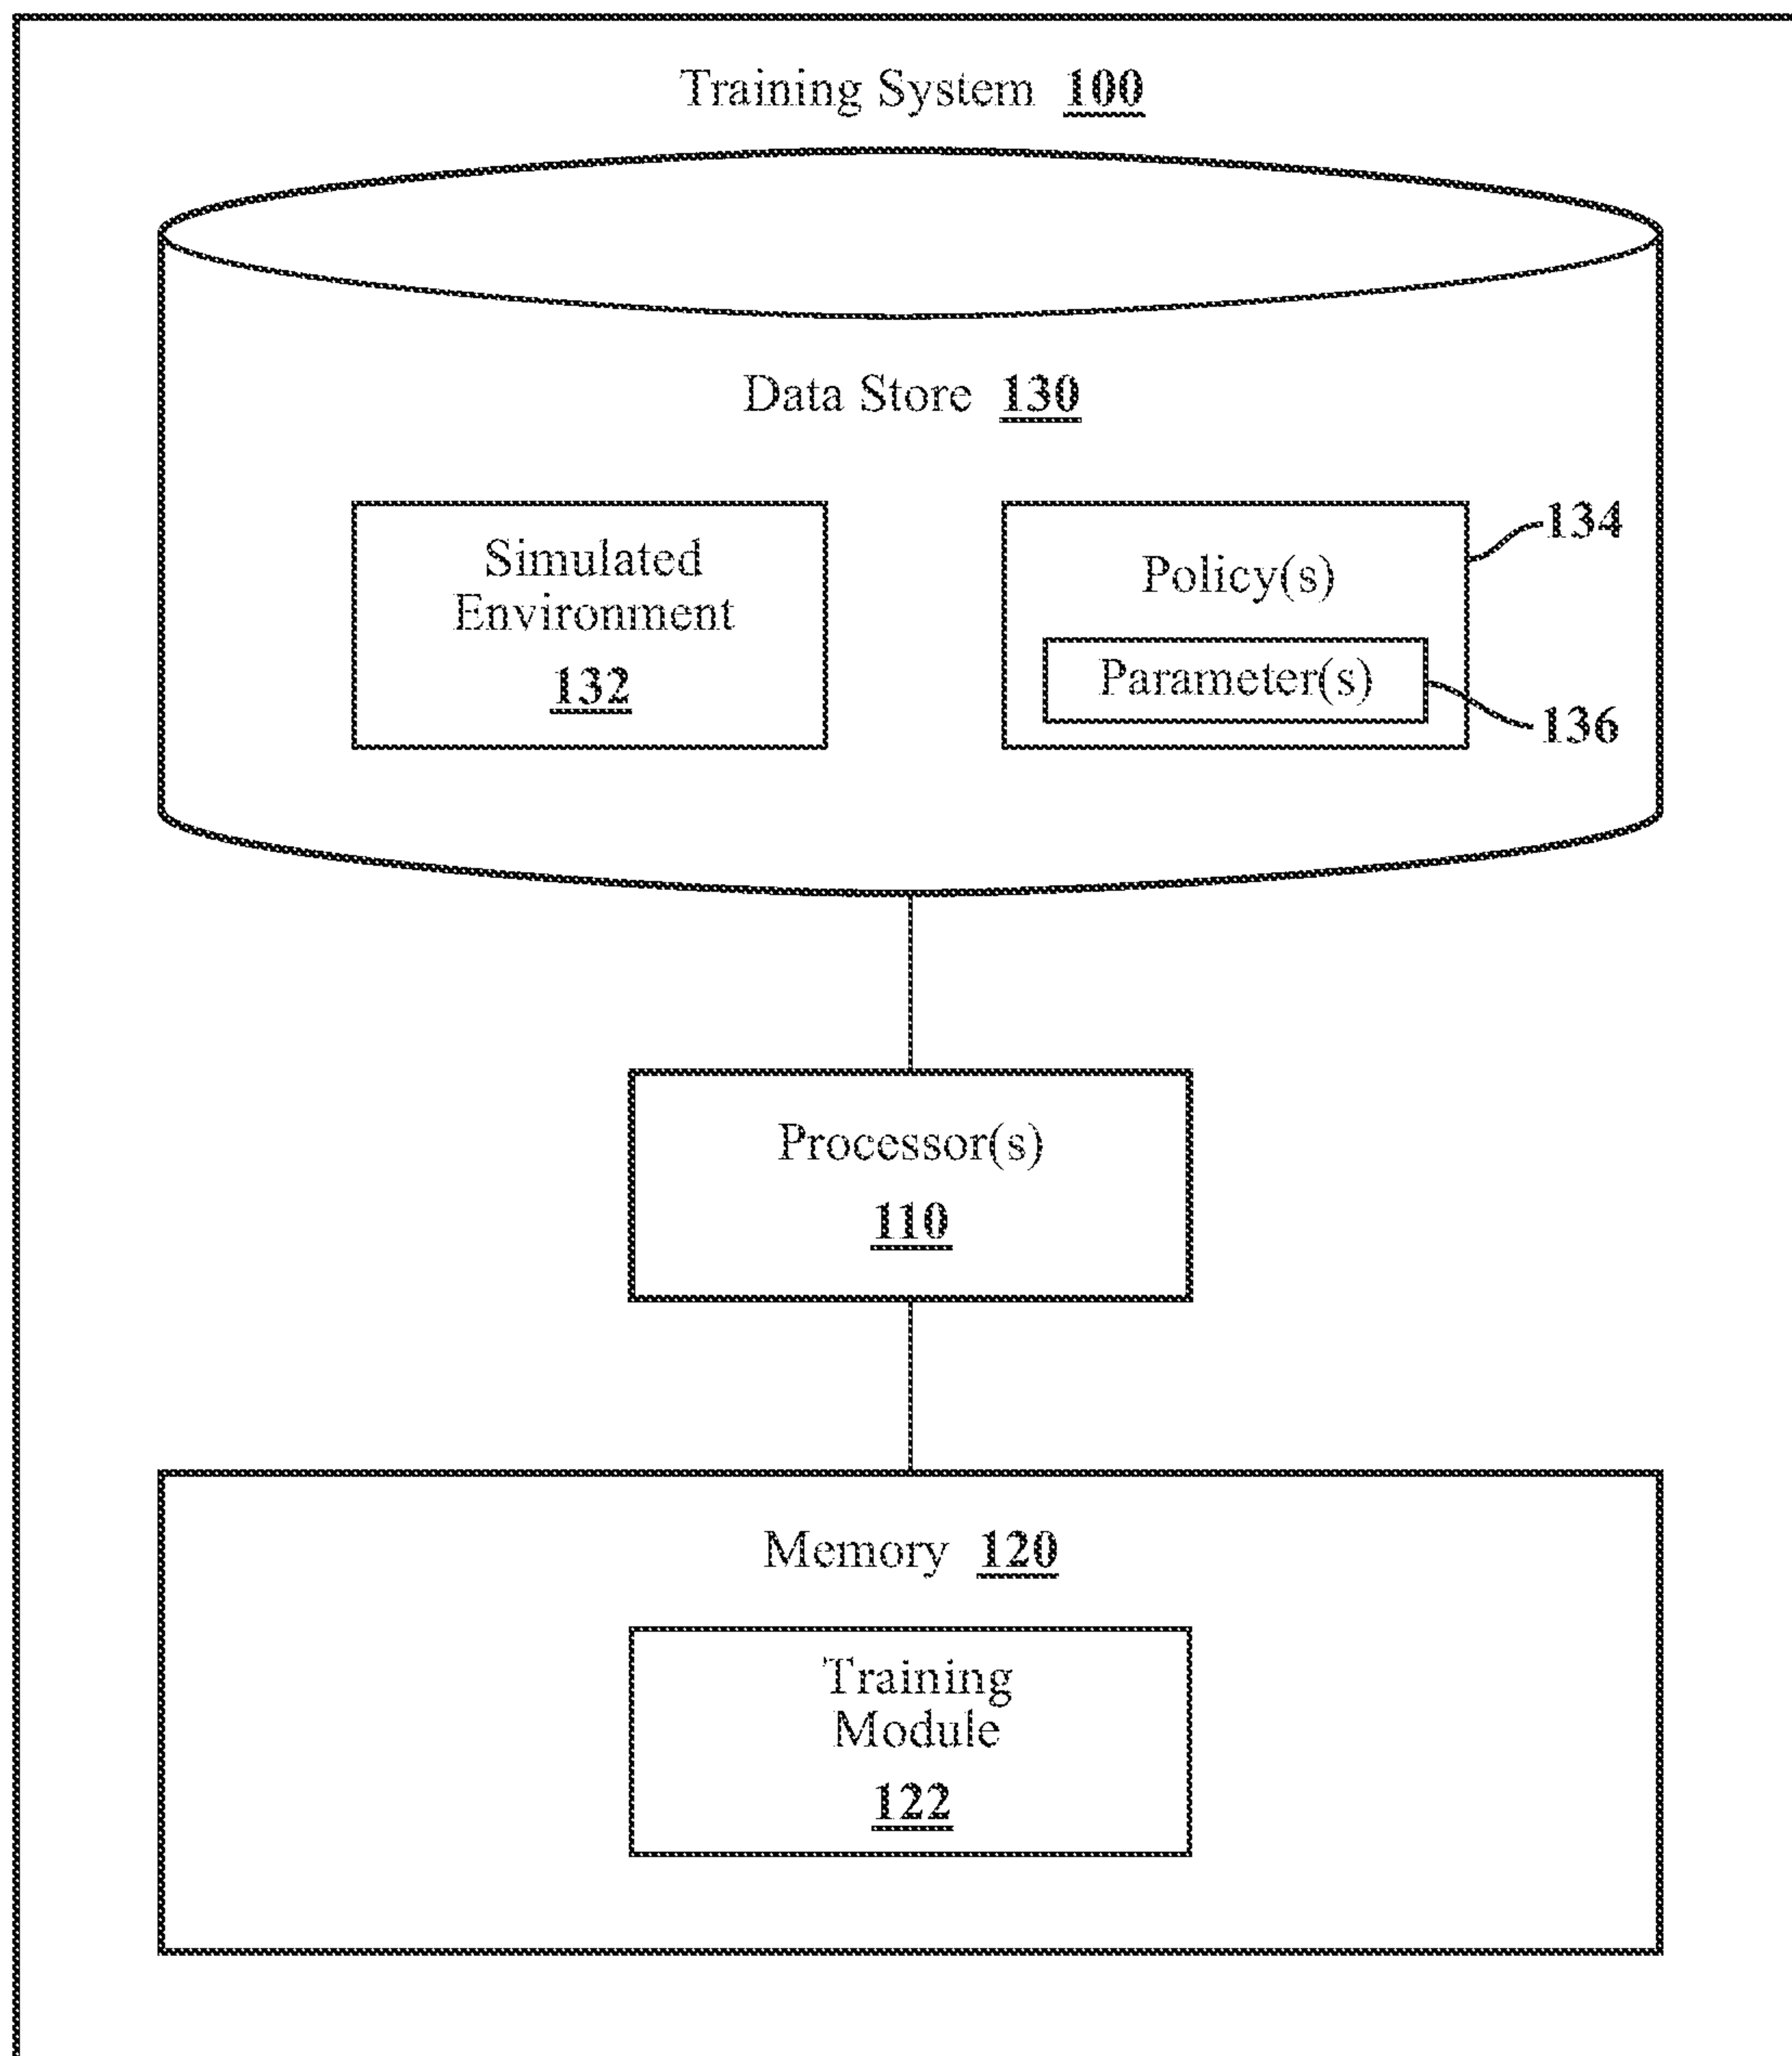 Training System 100
Data Store 130
Simulated
Environment
132
Policy(s)
134
Parameter(s)
136
Processor(s)
110
Memory 120
Training
Module
122